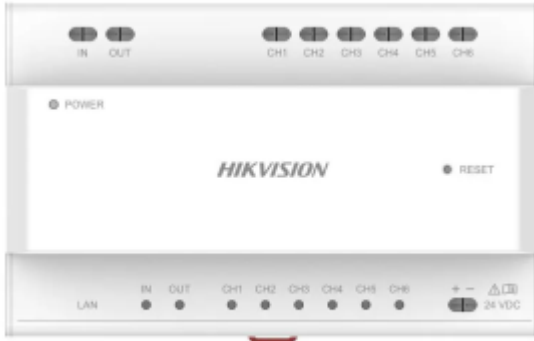 IN OUT CH1 CH2 CH3 CH4 CH5 CH6
POWER
HIKVISION
RESET
IN OUT CH1 CH2 CH3 CH4 CH5 CH6 + −
LAN 24 VDC